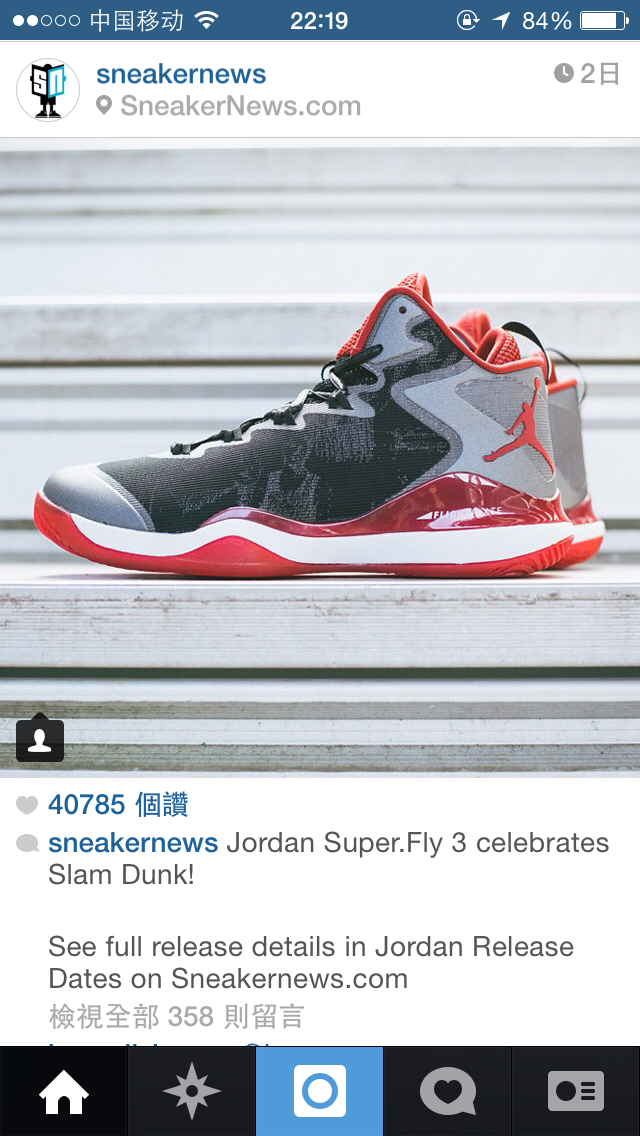 中国移动 22:19 84%
sneakernews 2日
SneakerNews.com
40785 個讚
sneakernews Jordan Super.Fly 3 celebrates
Slam Dunk!
See full release details in Jordan Release
Dates on Sneakernews.com
檢視全部 358 則留言